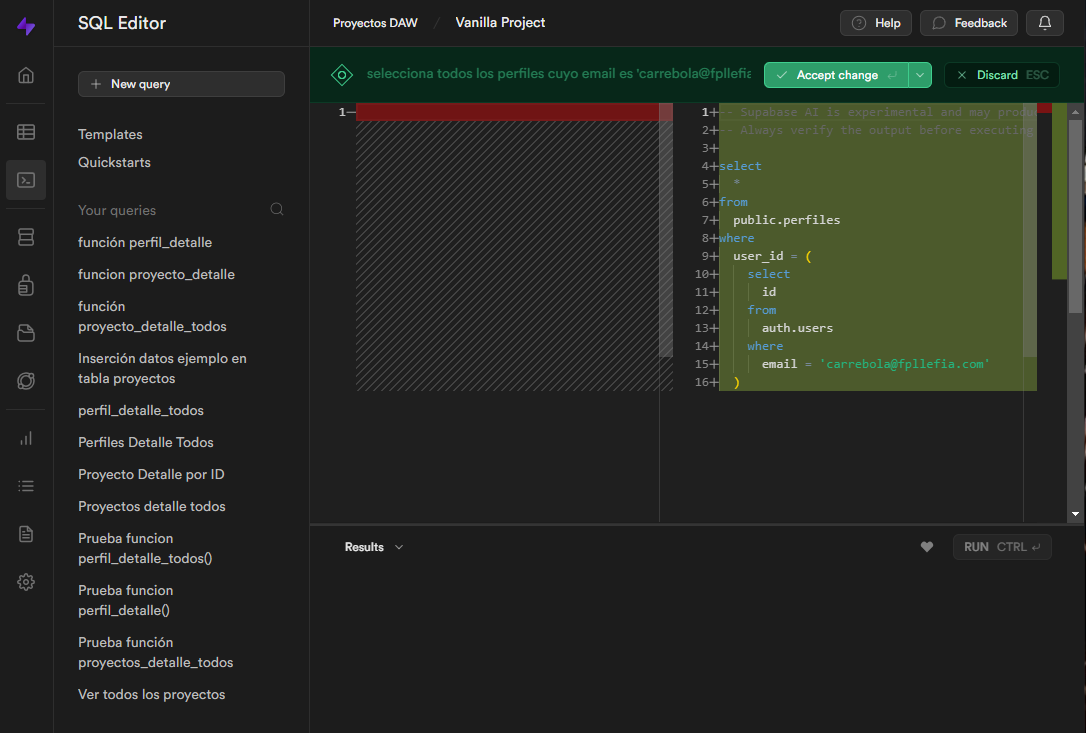 SQL Editor
Proyectos DAW / Vanilla Project
Help
Feedback
selecciona todos los perfiles cuyo email es 'carrebola@fpllefia
Accept change
Discard ESC
+ New query
Templates
Quickstarts
Your queries
función perfil_detalle
funcion proyecto_detalle
función
proyecto_detalle_todos
Inserción datos ejemplo en
tabla proyectos
perfil_detalle_todos
Perfiles Detalle Todos
Proyecto Detalle por ID
Proyectos detalle todos
Prueba funcion
perfil_detalle_todos()
Prueba funcion
perfil_detalle()
Prueba función
proyectos_detalle_todos
Ver todos los proyectos
1—
1+ -- Supabase AI is experimental and may produ
2+ -- Always verify the output before executing
3+
4+ select
5+ *
6+ from
7+ public.perfiles
8+ where
9+ user_id = (
10+ select
11+ id
12+ from
13+ auth.users
14+ where
15+ email = 'carrebola@fpllefia.com'
16+ )
Results
RUN CTRL